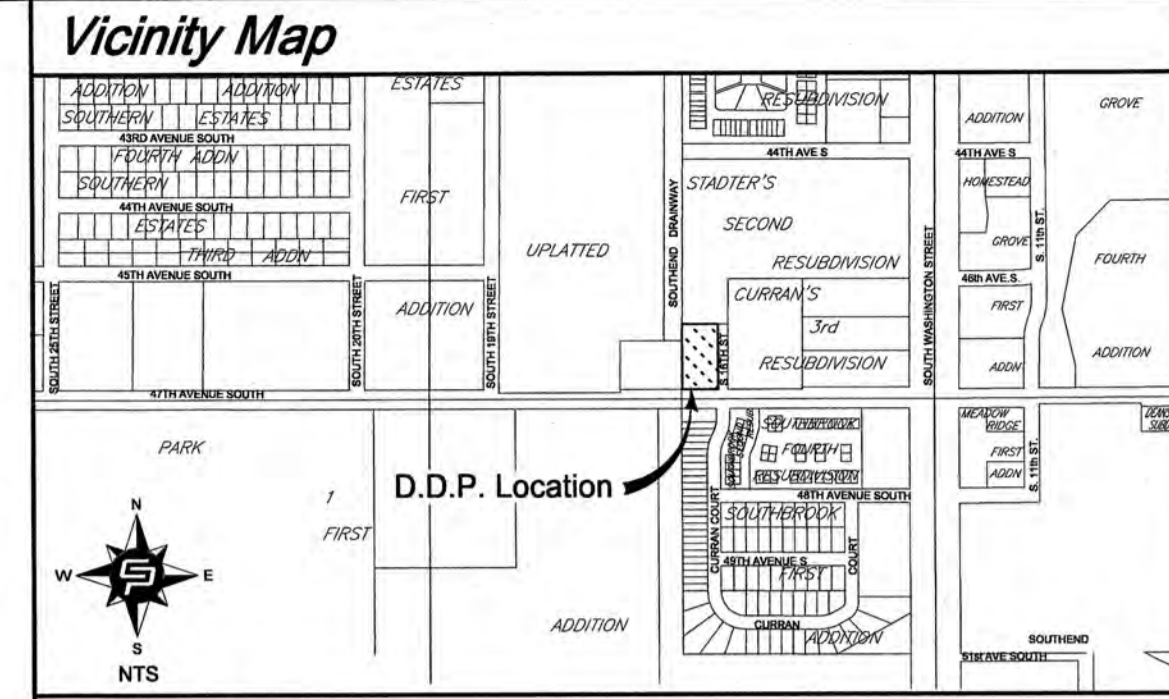 Vicinity Map
ADDITION ADDITION
SOUTHERN ESTATES
43RD AVENUE SOUTH
FOURTH ADDN
SOUTHERN
44TH AVENUE SOUTH
ESTATES
THIRD ADDN
45TH AVENUE SOUTH
SOUTH 25TH STREET
SOUTH 20TH STREET
47TH AVENUE SOUTH
ESTATES
FIRST
ADDITION
SOUTH 19TH STREET
UPLATTED
SOUTHEND DRAINWAY
RESUBDIVISION
44TH AVE S
STADTER'S
SECOND
RESUBDIVISION
CURRAN'S
3rd
RESUBDIVISION
S 16TH ST
SOUTH WASHINGTON STREET
ADDITION
44TH AVE S
HOMESTEAD
GROVE
S. 11th ST.
46th AVE.S.
FIRST
ADDN
GROVE
FOURTH
ADDITION
PARK
1
FIRST
ADDITION
D.D.P. Location
SOUTHBROOK
FOURTH
RESUBDIVISION
48TH AVENUE SOUTH
SOUTHBROOK
CURRAN COURT
49TH AVENUE S
FIRST
COURT
CURRAN
ADDITION
MEADOW
RIDGE
FIRST
ADDN
S. 11th ST.
SOUTHEND
51st AVE SOUTH
N
W
E
S
NTS